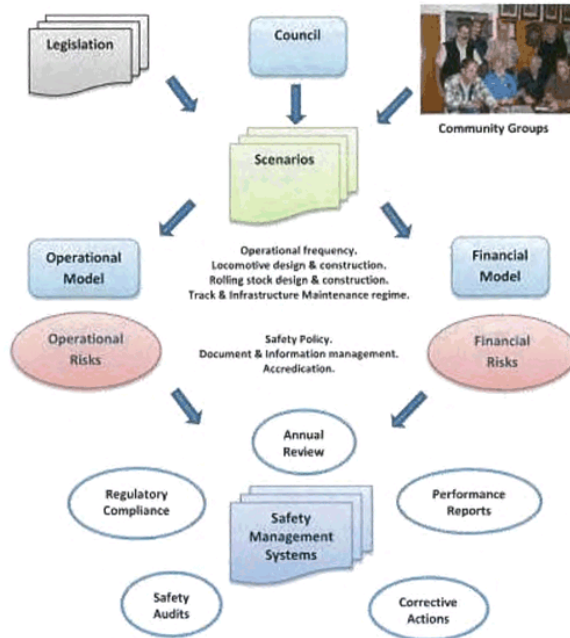 Legislation
Council
Community Groups
Scenarios
Operational
Model
Operational frequency.
Locomotive design & construction.
Rolling stock design & construction.
Track & Infrastructure Maintenance regime.
Financial
Model
Operational
Risks
Safety Policy.
Document & Information management.
Accredication.
Financial
Risks
Annual
Review
Regulatory
Compliance
Safety
Management
Systems
Performance
Reports
Safety
Audits
Corrective
Actions